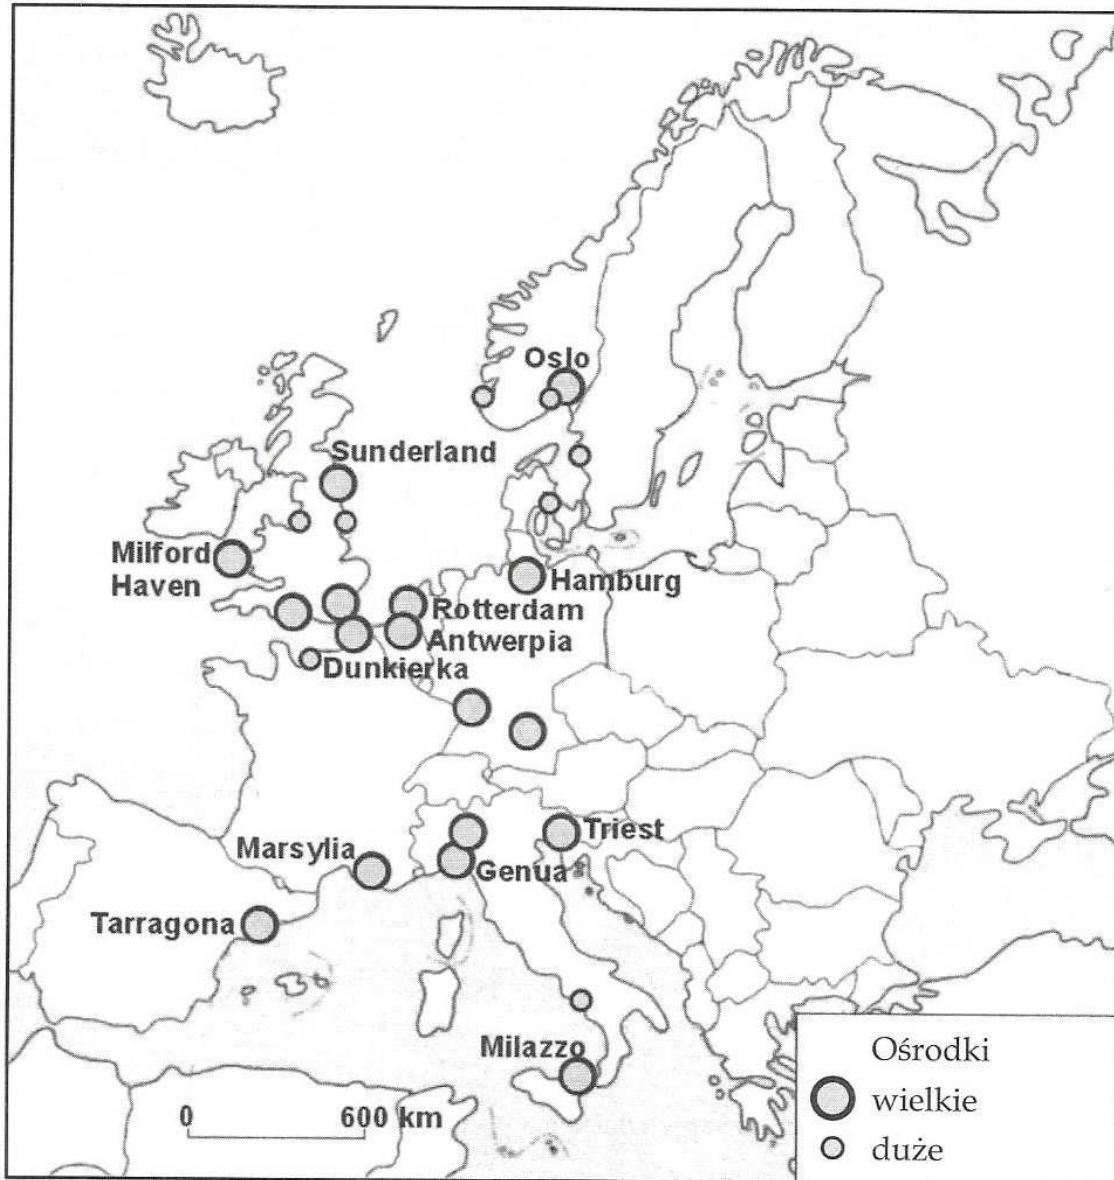 Oslo
Sunderland
Milford
Haven
Hamburg
Rotterdam
Antwerpia
Dunkierka
Marsylia
Triest
Genua
Tarragona
Milazzo
0 600 km
Ośrodki
wielkie
duże